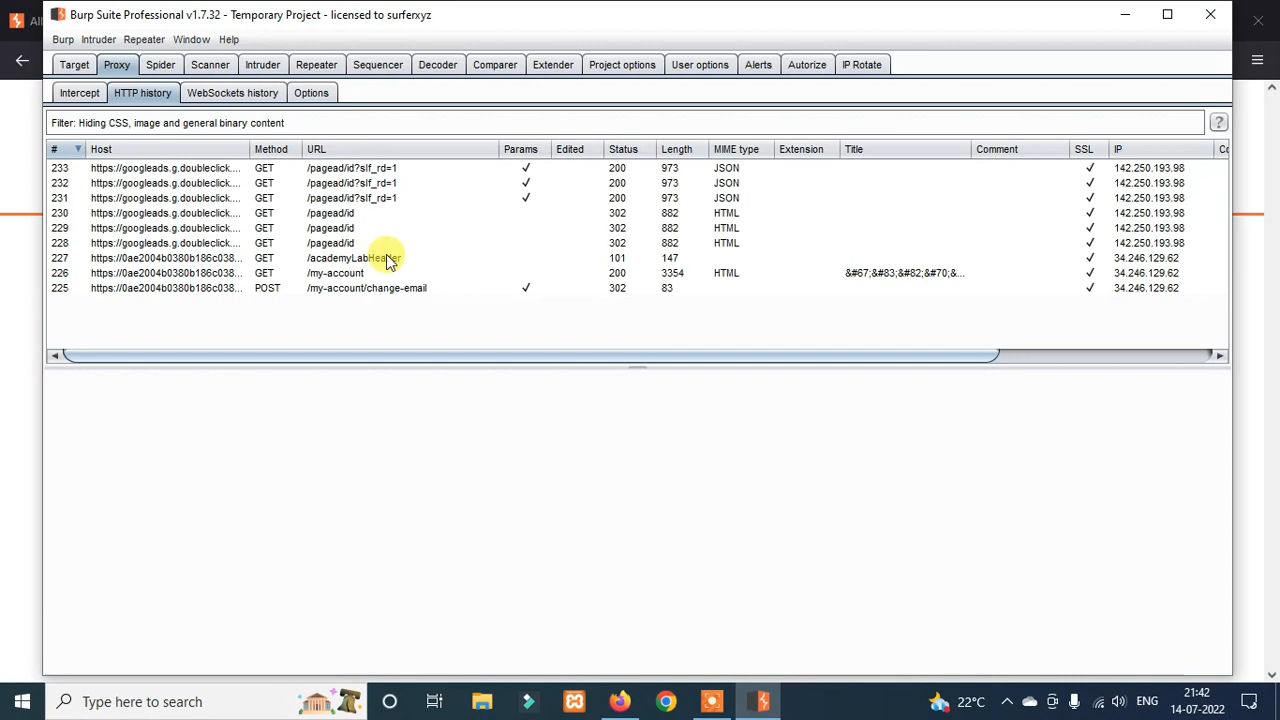 All
Burp Suite Professional v1.7.32 - Temporary Project - licensed to surferxyz
Burp Intruder Repeater Window Help
Target Proxy Spider Scanner Intruder Repeater Sequencer Decoder Comparer Extender Project options User options Alerts Autorize IP Rotate
Intercept HTTP history WebSockets history Options
Filter: Hiding CSS, image and general binary content ?
# Host Method URL Params Edited Status Length MIME type Extension Title Comment SSL IP Co
233 https://googleads.g.doubleclick.... GET /pagead/id?slf_rd=1 ✓ 200 973 JSON ✓ 142.250.193.98
232 https://googleads.g.doubleclick.... GET /pagead/id?slf_rd=1 ✓ 200 973 JSON ✓ 142.250.193.98
231 https://googleads.g.doubleclick.... GET /pagead/id?slf_rd=1 ✓ 200 973 JSON ✓ 142.250.193.98
230 https://googleads.g.doubleclick.... GET /pagead/id 302 882 HTML ✓ 142.250.193.98
229 https://googleads.g.doubleclick.... GET /pagead/id 302 882 HTML ✓ 142.250.193.98
228 https://googleads.g.doubleclick.... GET /pagead/id 302 882 HTML ✓ 142.250.193.98
227 https://0ae2004b0380b186c038... GET /academyLabHeader 101 147 ✓ 34.246.129.62
226 https://0ae2004b0380b186c038... GET /my-account 200 3354 HTML &#67;&#83;&#82;&#70;&... ✓ 34.246.129.62
225 https://0ae2004b0380b186c038... POST /my-account/change-email ✓ 302 83 ✓ 34.246.129.62
Type here to search
22°C
ENG
21:42
14-07-2022